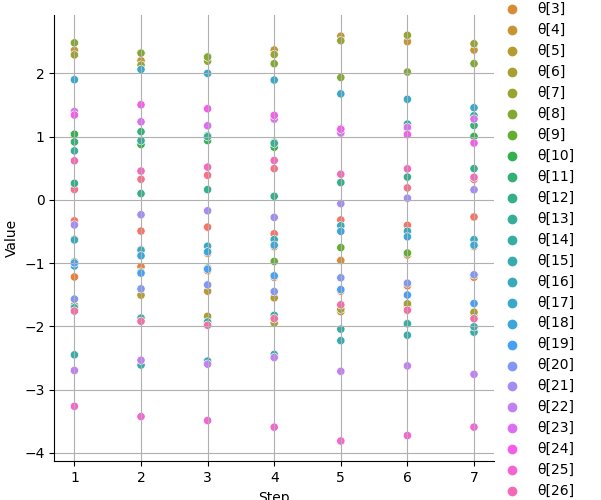 Value
2
1
0
−1
−2
−3
−4
1 2 3 4 5 6 7
Step
θ[3]
θ[4]
θ[5]
θ[6]
θ[7]
θ[8]
θ[9]
θ[10]
θ[11]
θ[12]
θ[13]
θ[14]
θ[15]
θ[16]
θ[17]
θ[18]
θ[19]
θ[20]
θ[21]
θ[22]
θ[23]
θ[24]
θ[25]
θ[26]